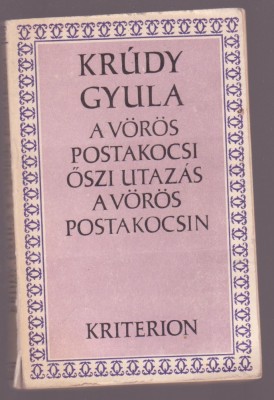 KRÚDY
GYULA
A VÖRÖS
POSTAKOCSI
ŐSZI UTAZÁS
A VÖRÖS
POSTAKOCSIN
KRITERION